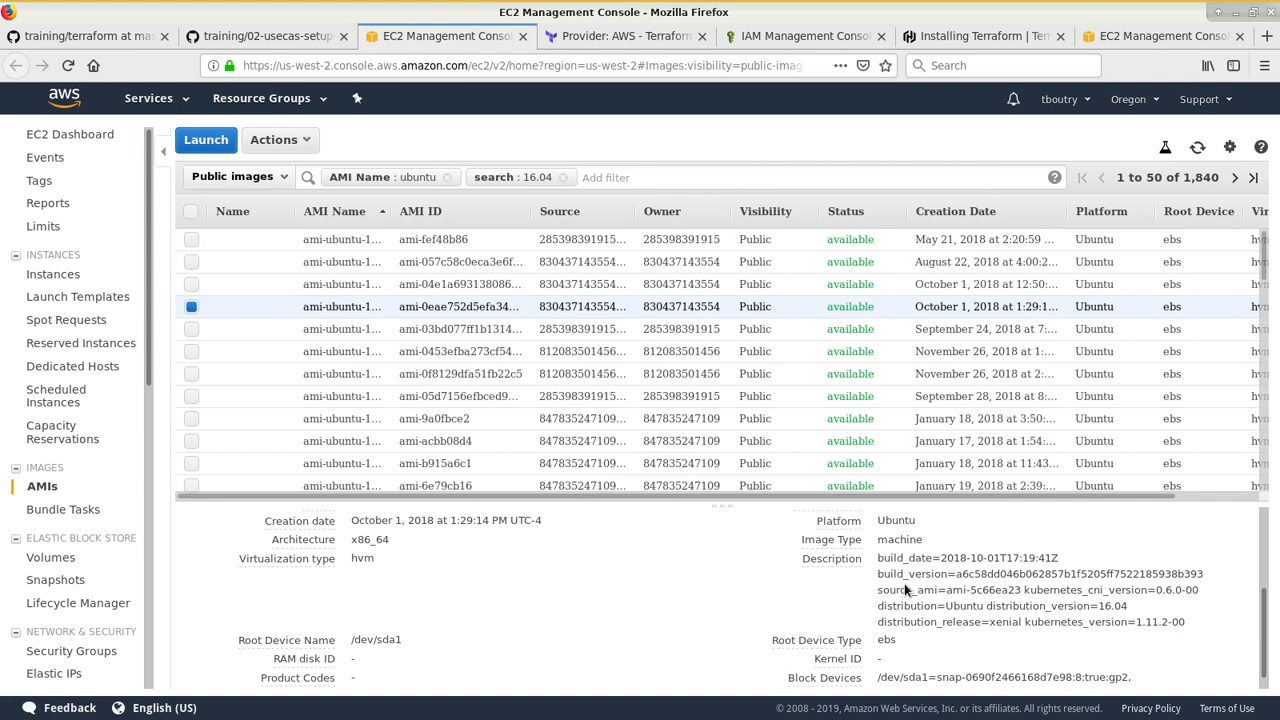 EC2 Management Console - Mozilla Firefox
training/terraform at mas
training/02-usecas-setup
EC2 Management Conso
Provider: AWS - Terraform
IAM Management Conso
Installing Terraform | Terr
EC2 Management Conso
https://us-west-2.console.aws.amazon.com/ec2/v2/home?region=us-west-2#Images:visibility=public-imag
Search
aws
Services
Resource Groups
tboutry
Oregon
Support
EC2 Dashboard
Events
Tags
Reports
Limits
INSTANCES
Instances
Launch Templates
Spot Requests
Reserved Instances
Dedicated Hosts
Scheduled
Instances
Capacity
Reservations
IMAGES
AMIs
Bundle Tasks
ELASTIC BLOCK STORE
Volumes
Snapshots
Lifecycle Manager
NETWORK & SECURITY
Security Groups
Elastic IPs
Launch
Actions
Public images
AMI Name : ubuntu
search : 16.04
Add filter
1 to 50 of 1,840
Name AMI Name AMI ID Source Owner Visibility Status Creation Date Platform Root Device Vir
ami-ubuntu-1... ami-fef48b86 285398391915... 285398391915 Public available May 21, 2018 at 2:20:59 ... Ubuntu ebs hvn
ami-ubuntu-1... ami-057c58c0eca3e6f... 830437143554... 830437143554 Public available August 22, 2018 at 4:00:2... Ubuntu ebs hvn
ami-ubuntu-1... ami-04e1a693138086... 830437143554... 830437143554 Public available October 1, 2018 at 12:50:... Ubuntu ebs hvn
ami-ubuntu-1... ami-0eae752d5efa34... 830437143554... 830437143554 Public available October 1, 2018 at 1:29:1... Ubuntu ebs hvn
ami-ubuntu-1... ami-03bd077ff1b1314... 285398391915... 285398391915 Public available September 24, 2018 at 7:... Ubuntu ebs hvn
ami-ubuntu-1... ami-0453efba273cf54... 812083501456... 812083501456 Public available November 26, 2018 at 1:... Ubuntu ebs hvn
ami-ubuntu-1... ami-0f8129dfa51fb22c5 812083501456... 812083501456 Public available November 26, 2018 at 2:... Ubuntu ebs hvn
ami-ubuntu-1... ami-05d7156efbced9... 285398391915... 285398391915 Public available September 28, 2018 at 8:... Ubuntu ebs hvn
ami-ubuntu-1... ami-9a0fbce2 847835247109... 847835247109 Public available January 18, 2018 at 3:50:... Ubuntu ebs hvn
ami-ubuntu-1... ami-acbb08d4 847835247109... 847835247109 Public available January 17, 2018 at 1:54:... Ubuntu ebs hvn
ami-ubuntu-1... ami-b915a6c1 847835247109... 847835247109 Public available January 18, 2018 at 11:43... Ubuntu ebs hvn
ami-ubuntu-1... ami-6e79cb16 847835247109... 847835247109 Public available January 19, 2018 at 2:39:... Ubuntu ebs hvn
Creation date October 1, 2018 at 1:29:14 PM UTC-4
Architecture x86_64
Virtualization type hvm
Root Device Name /dev/sda1
RAM disk ID -
Product Codes -
Platform Ubuntu
Image Type machine
Description build_date=2018-10-01T17:19:41Z
build_version=a6c58dd046b062857b1f5205ff7522185938b393
source_ami=ami-5c66ea23 kubernetes_cni_version=0.6.0-00
distribution=Ubuntu distribution_version=16.04
distribution_release=xenial kubernetes_version=1.11.2-00
Root Device Type ebs
Kernel ID -
Block Devices /dev/sda1=snap-0690f2466168d7e98:8:true:gp2,
Feedback
English (US)
© 2008 - 2019, Amazon Web Services, Inc. or its affiliates. All rights reserved.
Privacy Policy
Terms of Use